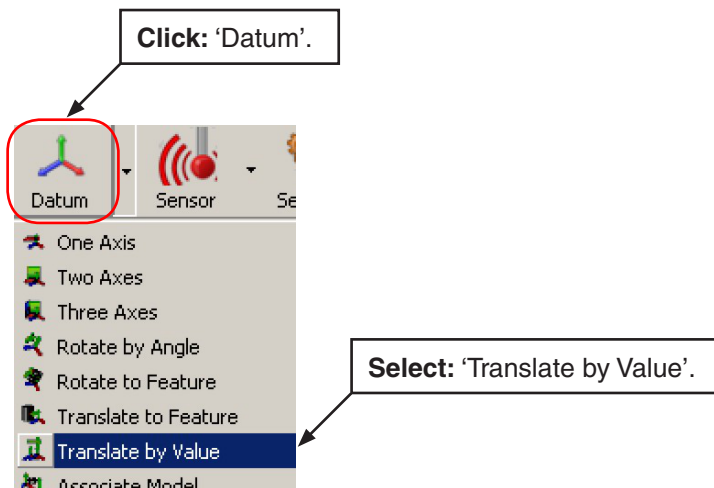 Click: ‘Datum’.
Datum
Sensor
Se
One Axis
Two Axes
Three Axes
Rotate by Angle
Rotate to Feature
Translate to Feature
Select: ‘Translate by Value’.
Translate by Value
Associate Model